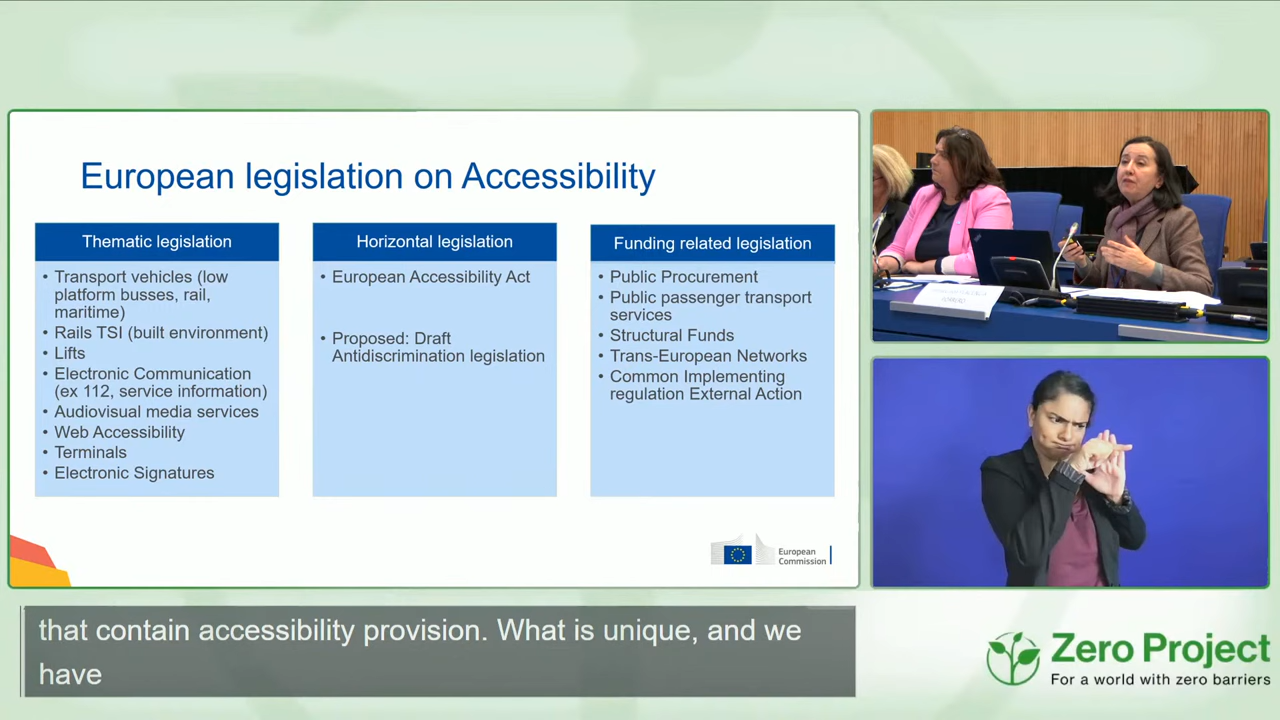 European legislation on Accessibility
Thematic legislation
• Transport vehicles (low
platform busses, rail,
maritime)
• Rails TSI (built environment)
• Lifts
• Electronic Communication
(ex 112, service information)
• Audiovisual media services
• Web Accessibility
• Terminals
• Electronic Signatures
Horizontal legislation
• European Accessibility Act
• Proposed: Draft
Antidiscrimination legislation
Funding related legislation
• Public Procurement
• Public passenger transport
services
• Structural Funds
• Trans-European Networks
• Common Implementing
regulation External Action
European
Commission
that contain accessibility provision. What is unique, and we
have
Zero Project
For a world with zero barriers